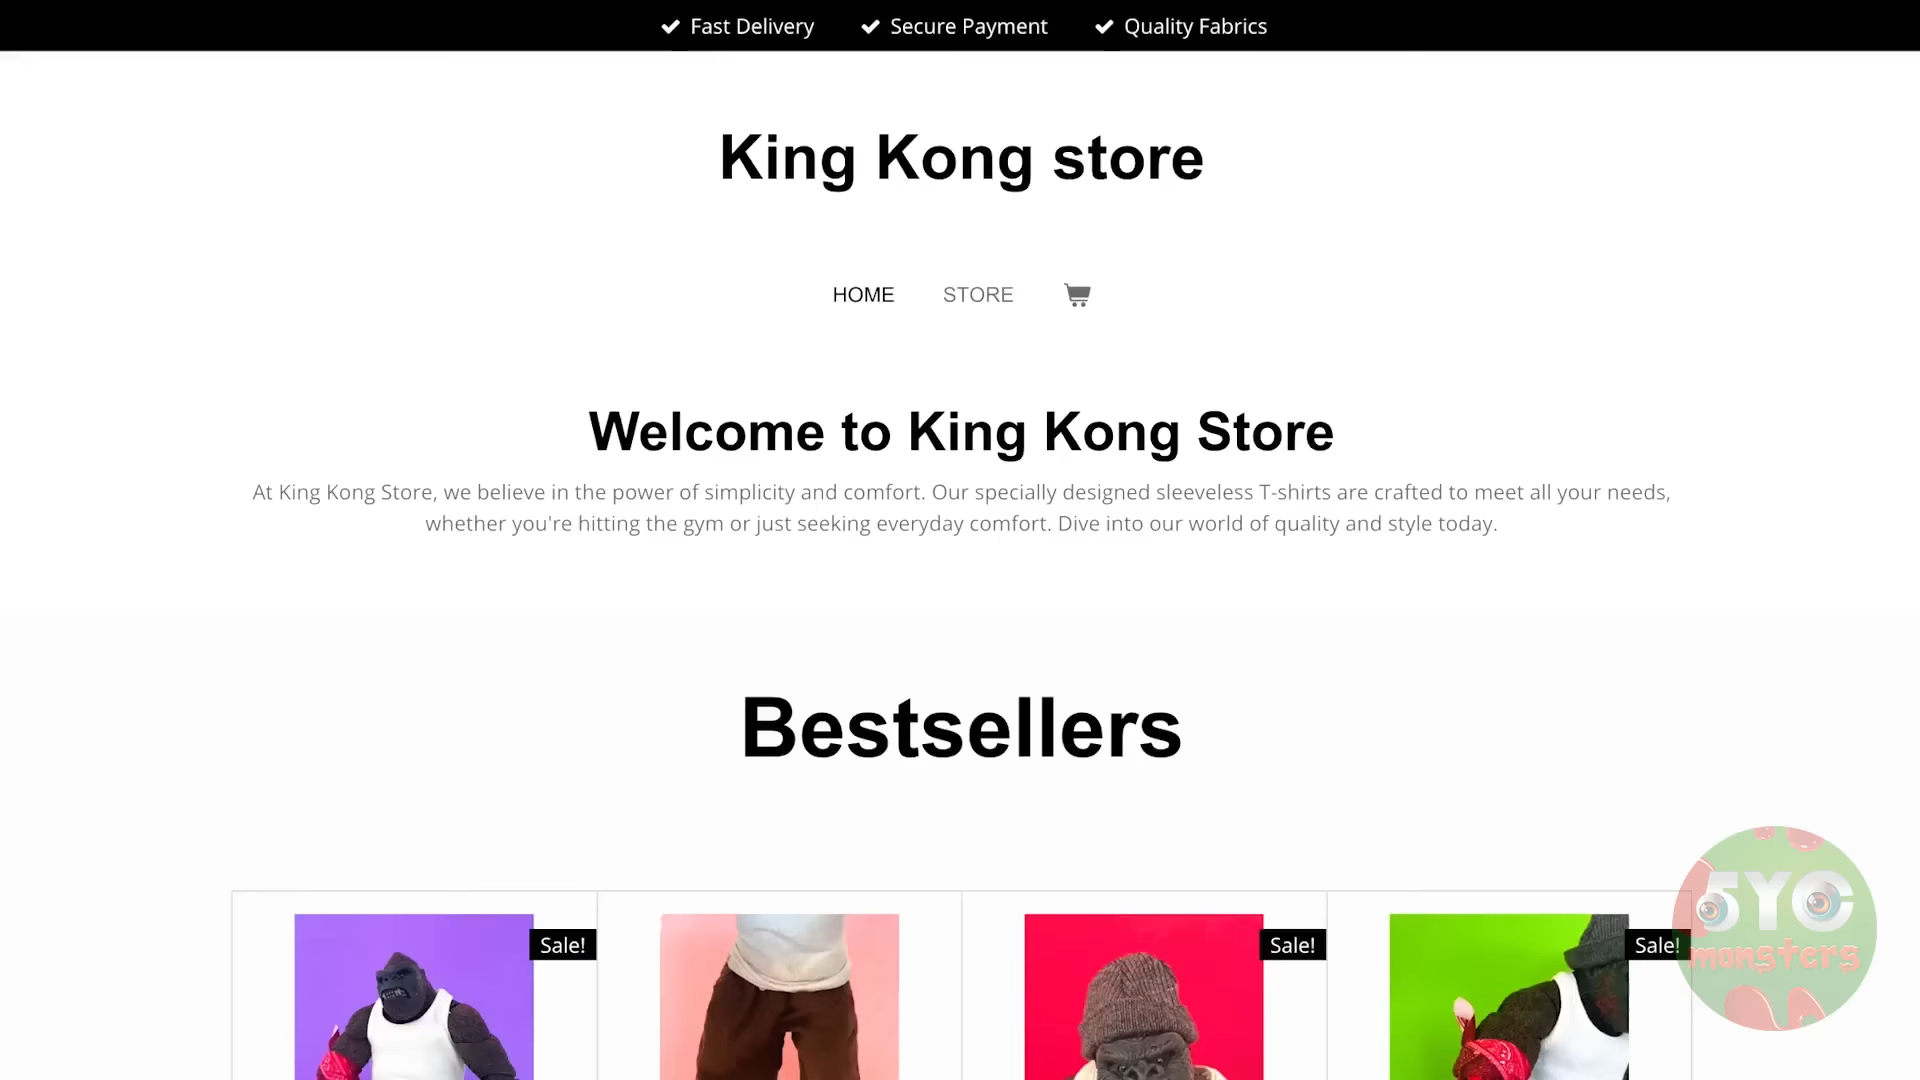 Fast Delivery
Secure Payment
Quality Fabrics
King Kong store
HOME
STORE
Welcome to King Kong Store
At King Kong Store, we believe in the power of simplicity and comfort. Our specially designed sleeveless T-shirts are crafted to meet all your needs,
whether you're hitting the gym or just seeking everyday comfort. Dive into our world of quality and style today.
Bestsellers
Sale!
Sale!
Sale!
5YC
monsters